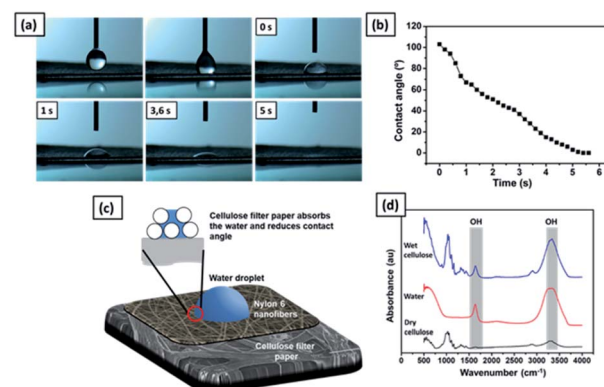 (a)
0 s
1 s
3,6 s
5 s
(b)
Contact angle (º)
120
100
80
60
40
20
0
0 1 2 3 4 5 6
Time (s)
(c)
Cellulose filter paper absorbs
the water and reduces contact
angle
Water droplet
Nylon 6
nanofibers
Cellulose filter
paper
(d)
OH
OH
Wet
cellulose
Water
Dry
cellulose
Absorbance (au)
0 500 1000 1500 2000 2500 3000 3500 4000
Wavenumber (cm⁻¹)